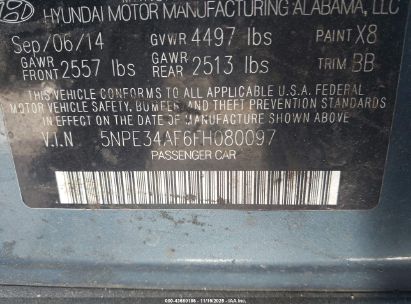 HYUNDAI MOTOR MANUFACTURING ALABAMA, LLC
Sep/06/14 GVWR 4497 lbs PAINT X8
GAWR FRONT 2557 lbs GAWR REAR 2513 lbs TRIM BB
THIS VEHICLE CONFORMS TO ALL APPLICABLE U.S.A. FEDERAL
MOTOR VEHICLE SAFETY, BUMPER, AND THEFT PREVENTION
STANDARDS IN EFFECT ON THE DATE OF MANUFACTURE SHOWN ABOVE.
V.I.N 5NPE34AF6FH080097
PASSENGER CAR